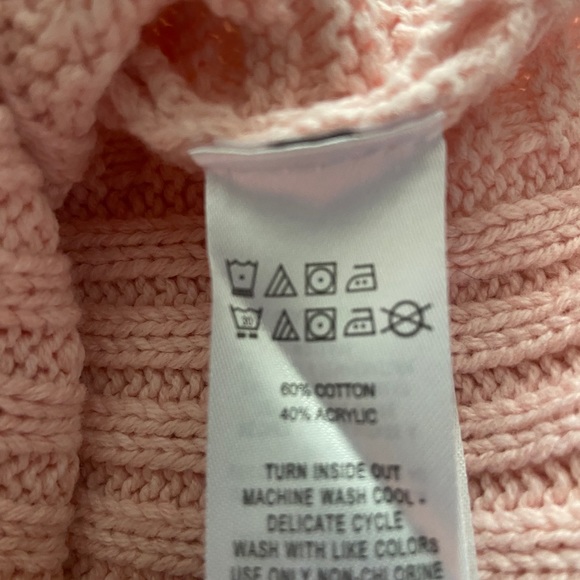 30
60% COTTON
40% ACRYLIC
TURN INSIDE OUT
MACHINE WASH COOL.
DELICATE CYCLE
WASH WITH LIKE COLORS
USE ONLY NON-CHLORINE